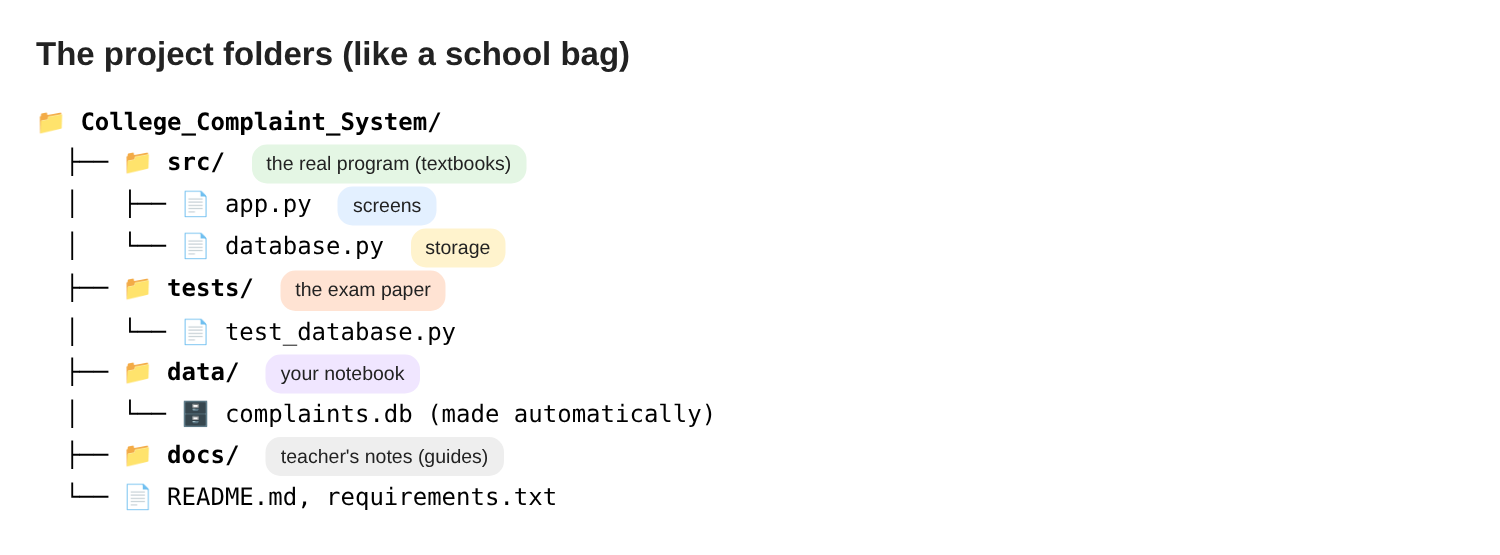 The project folders (like a school bag)
📁 College_Complaint_System/
├── 📁 src/ the real program (textbooks)
│   ├── 📄 app.py screens
│   └── 📄 database.py storage
├── 📁 tests/ the exam paper
│   └── 📄 test_database.py
├── 📁 data/ your notebook
│   └── 🗄️ complaints.db (made automatically)
├── 📁 docs/ teacher's notes (guides)
└── 📄 README.md, requirements.txt